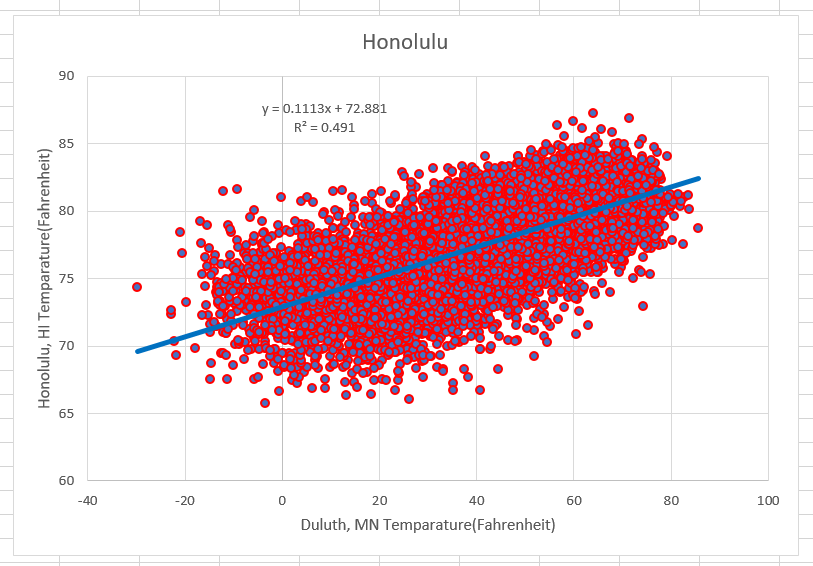 Honolulu
90
y = 0.1113x + 72.881
R² = 0.491
85
80
75
70
65
60
Honolulu, HI Temparature(Fahrenheit)
-40 -20 0 20 40 60 80 100
Duluth, MN Temparature(Fahrenheit)